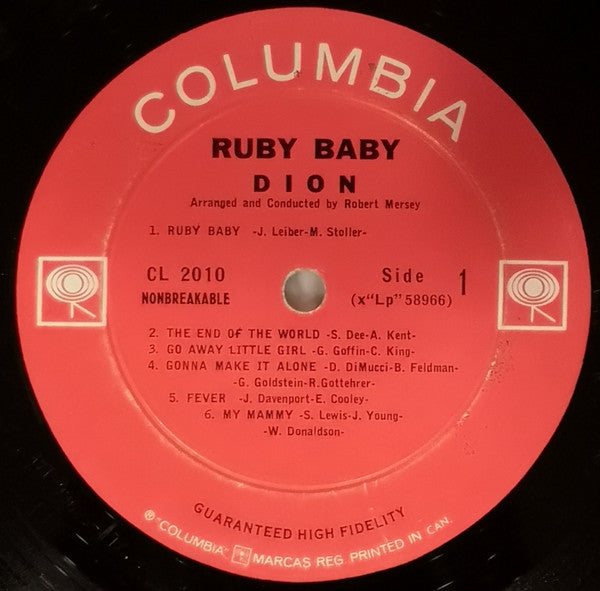 COLUMBIA
RUBY BABY
DION
Arranged and Conducted by Robert Mersey
1. RUBY BABY -J. Leiber-M. Stoller-
CL 2010
NONBREAKABLE
Side 1
(x"Lp" 58966)
2. THE END Of THE WORLD -S. Dee-A. Kent-
3. GO AWAY LITTLE GIRL -G. Goffin-C. King-
4. GONNA MAKE IT ALONE -D. DiMucci-B. Feldman-
-G. Goldstein-R.Gottehrer-
5. FEVER -J. Davenport-E. Cooley-
6. MY MAMMY -S. Lewis-J. Young-
-W. Donaldson-
GUARANTEED HIGH FIDELITY
® "COLUMBIA" MARCAS REG. PRINTED IN CAN.